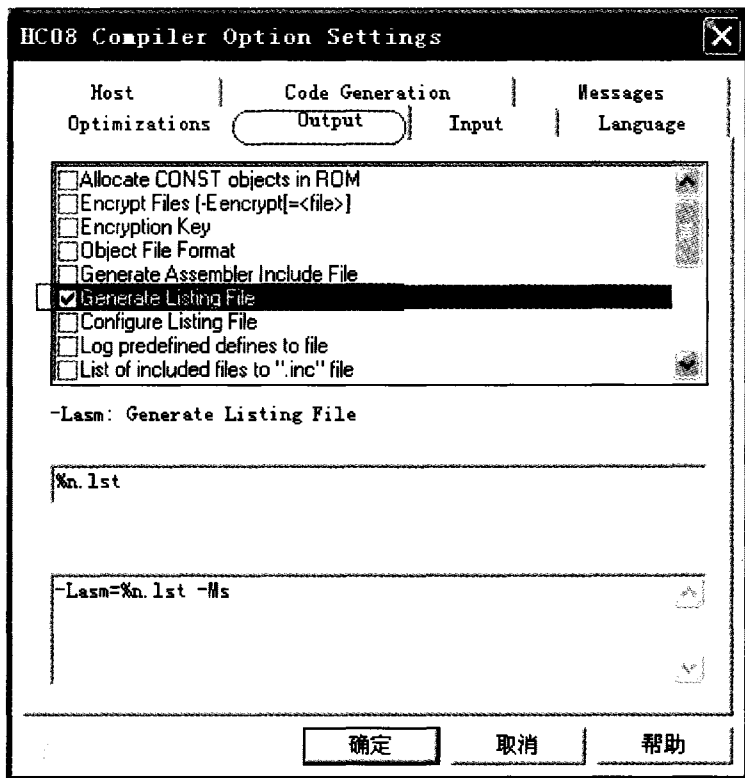 HC08 Compiler Option Settings
Host Code Generation Messages
Optimizations Output Input Language
Allocate CONST objects in ROM
Encrypt Files (-Eencrypt[=<file>]
Encryption Key
Object File Format
Generate Assembler Include File
Generate Listing File
Configure Listing File
Log predefined defines to file
List of included files to ".inc" file
-Lasm: Generate Listing File
%n.lst
-Lasm=%n.lst -Ms
确定 取消 帮助